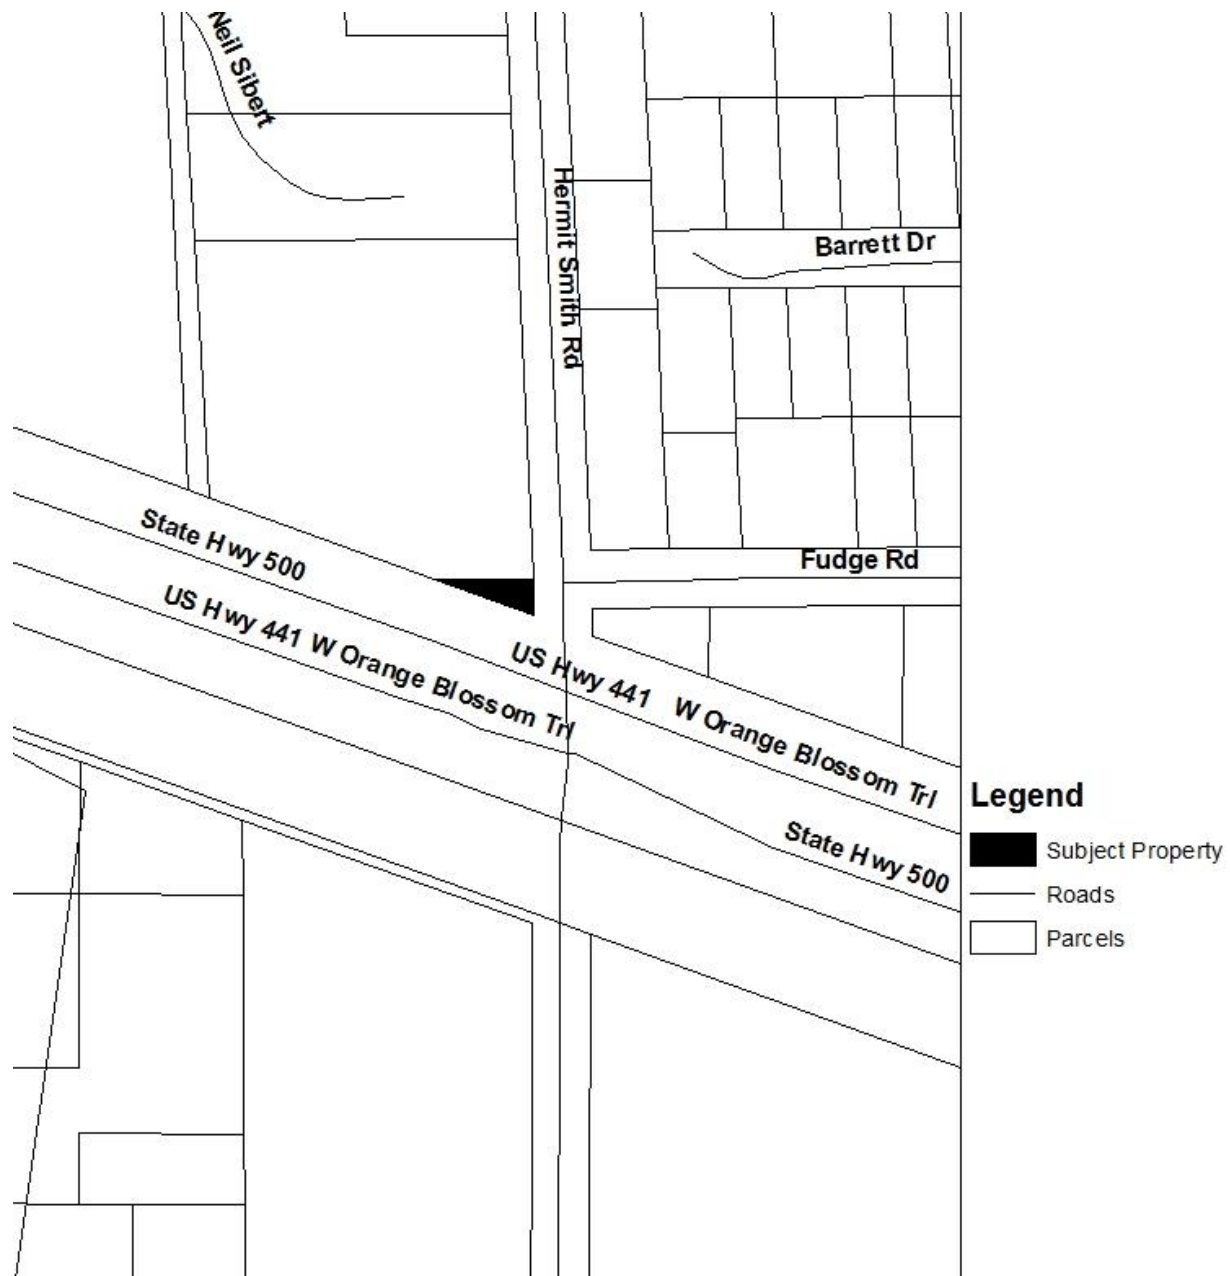 Neil Sibert
Hermit Smith Rd
Barrett Dr
State Hwy 500
Fudge Rd
US Hwy 441 W Orange Blossom Trl
US Hwy 441 W Orange Blossom Trl
State Hwy 500
Legend
Subject Property
Roads
Parcels